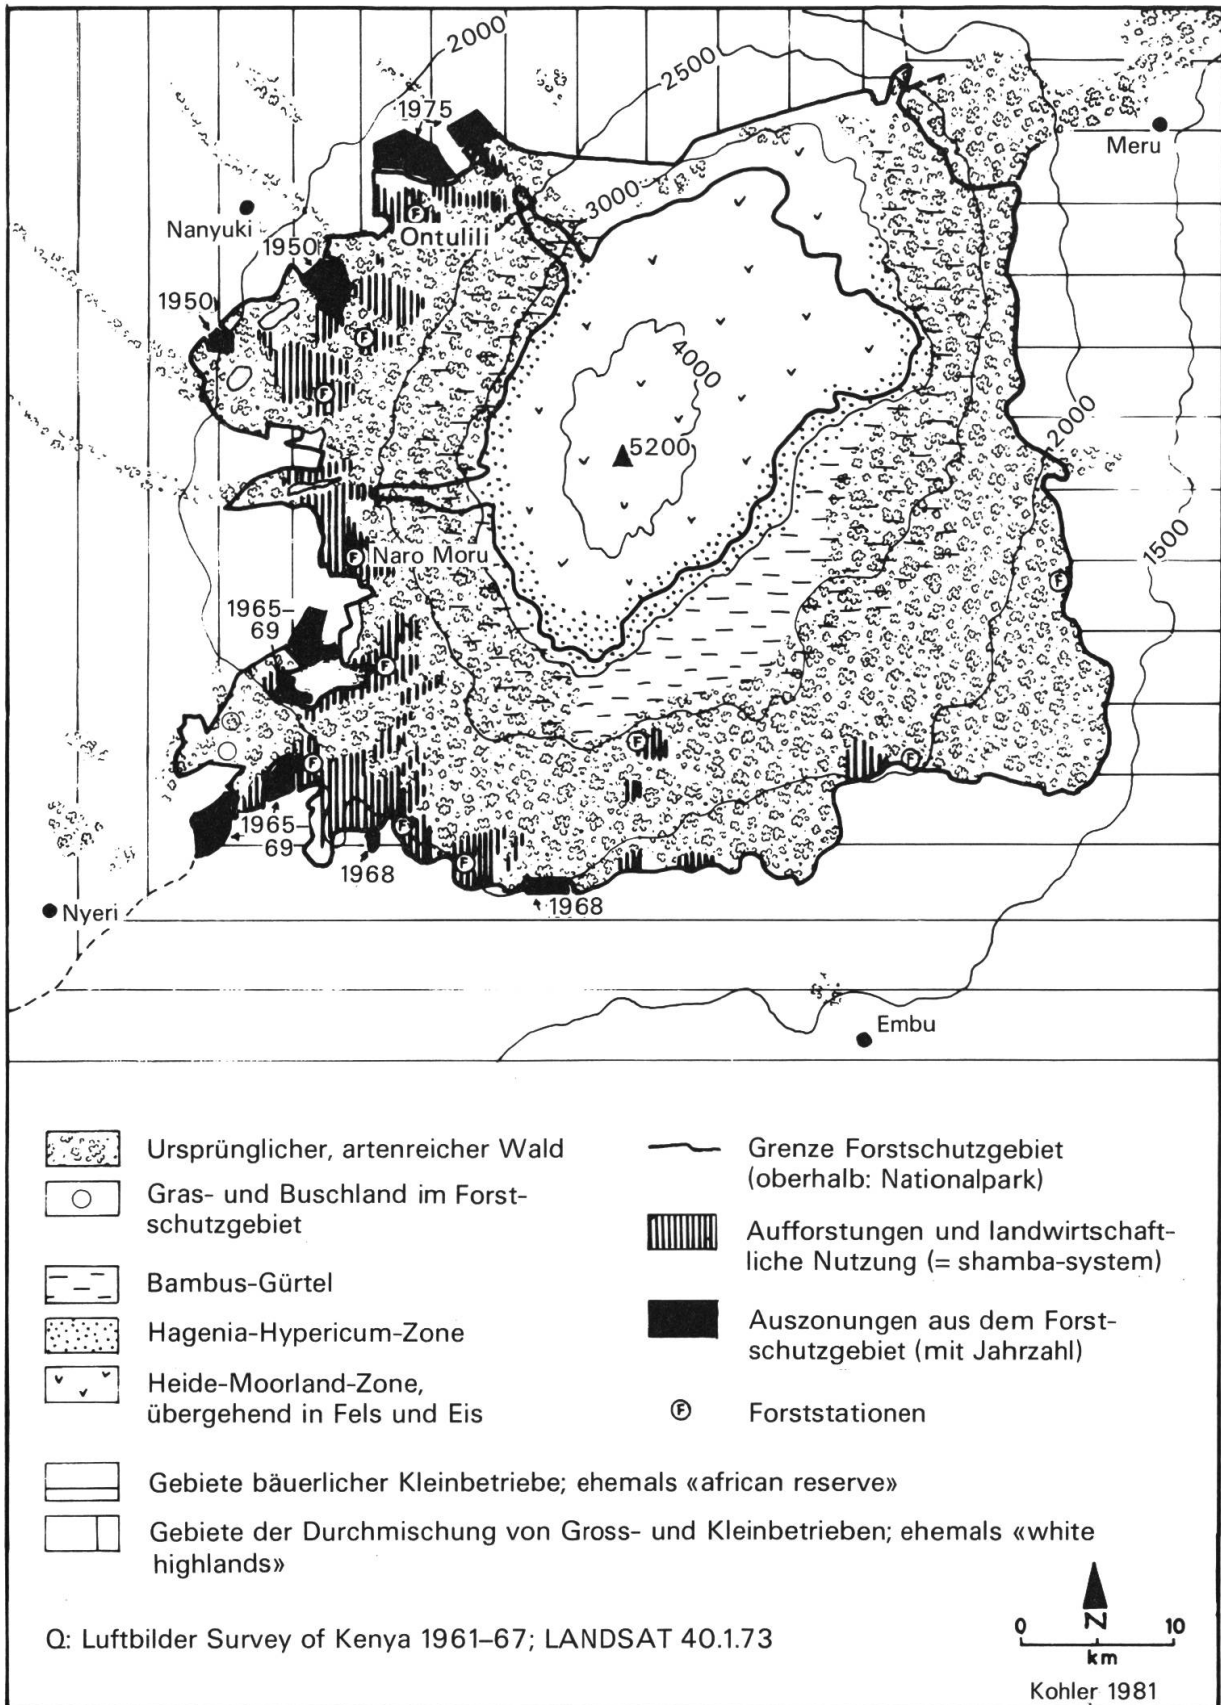 2000
2500
1975
Meru
3000
Nanyuki
Ontulili
1950
1950
4000
2000
5200
1500
Naro Moru
1965–
69
1965–
69
1968
1968
Nyeri
Embu
F
F
F
F
F
F
F
F
F
F
F
Ursprünglicher, artenreicher Wald
Gras- und Buschland im Forst-
schutzgebiet
Bambus-Gürtel
Hagenia-Hypericum-Zone
Heide-Moorland-Zone,
übergehend in Fels und Eis
Grenze Forstschutzgebiet
(oberhalb: Nationalpark)
Aufforstungen und landwirtschaft-
liche Nutzung (= shamba-system)
Auszonungen aus dem Forst-
schutzgebiet (mit Jahrzahl)
F Forststationen
Gebiete bäuerlicher Kleinbetriebe; ehemals «african reserve»
Gebiete der Durchmischung von Gross- und Kleinbetrieben; ehemals «white
highlands»
Q: Luftbilder Survey of Kenya 1961–67; LANDSAT 40.1.73
N
0 10
km
Kohler 1981